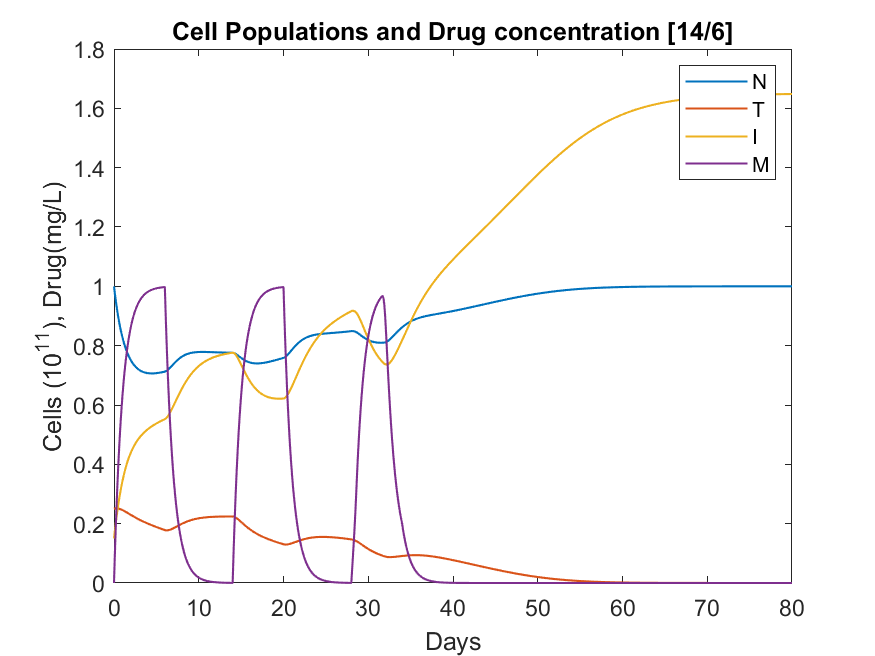 Cell Populations and Drug concentration [14/6]
1.8
1.6
1.4
1.2
1
0.8
0.6
0.4
0.2
0
Cells (10^11), Drug(mg/L)
N
T
I
M
0 10 20 30 40 50 60 70 80
Days